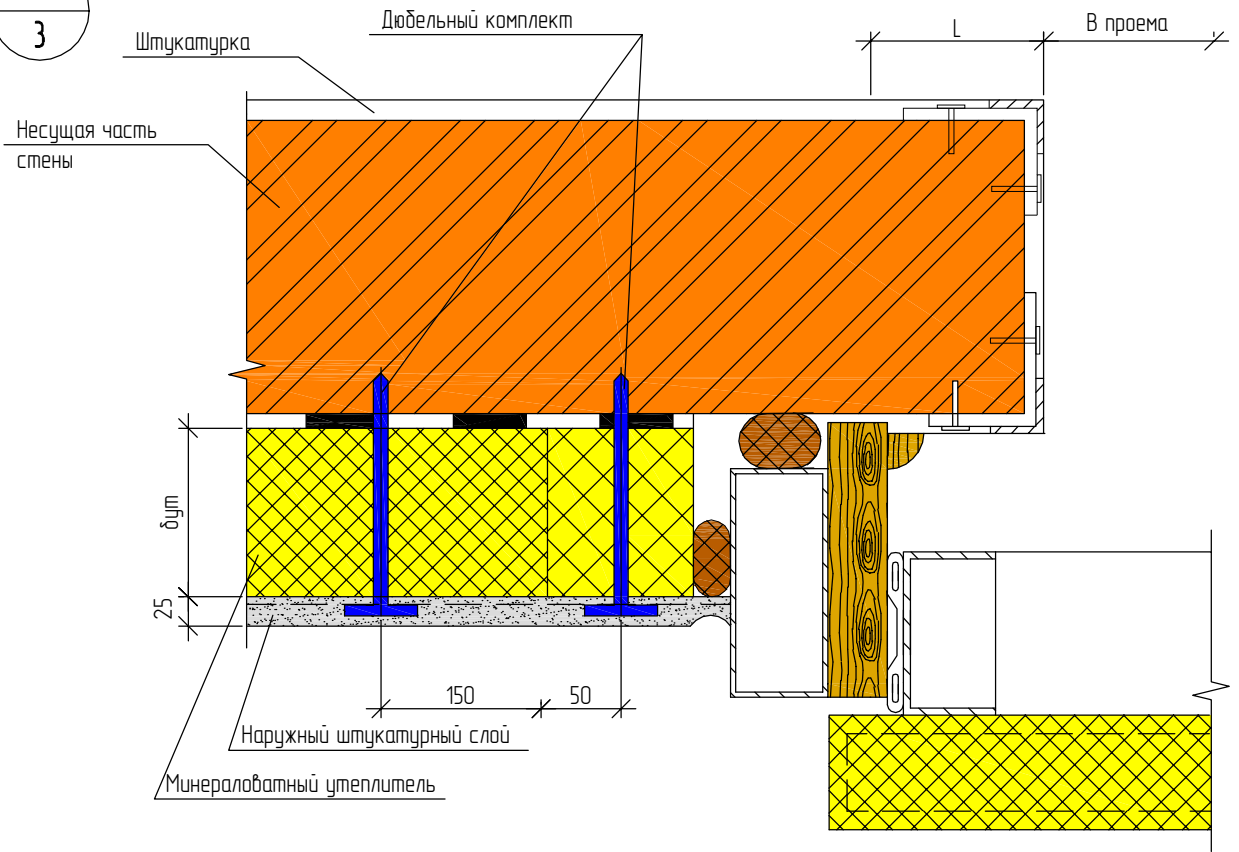 3
Дюбельный комплект
Штукатурка
L
В проема
Несущая часть
стены
δут
25
150
50
Наружный штукатурный слой
Минераловатный утеплитель